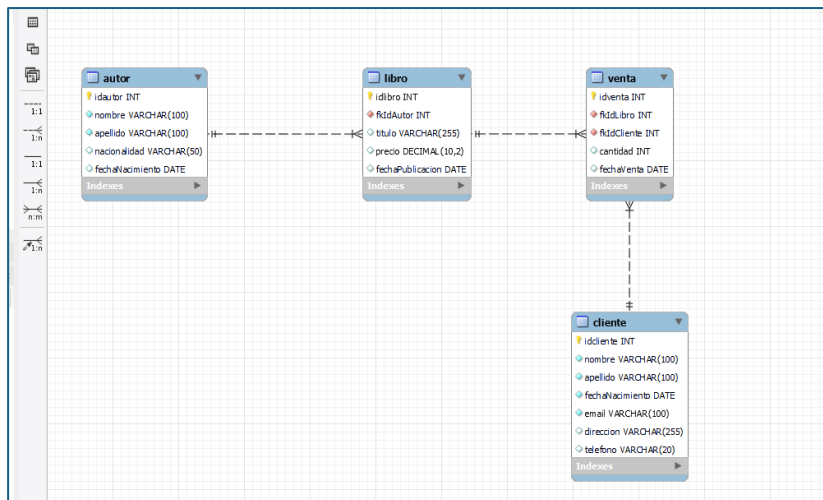 1:1
1:n
1:1
1:n
n:m
1:n
autor
idautor INT
nombre VARCHAR(100)
apellido VARCHAR(100)
nacionalidad VARCHAR(50)
fechaNacimiento DATE
Indexes
libro
idlibro INT
fkIdAutor INT
titulo VARCHAR(255)
precio DECIMAL(10,2)
fechaPublicacion DATE
Indexes
venta
idventa INT
fkIdLibro INT
fkIdCliente INT
cantidad INT
fechaVenta DATE
Indexes
cliente
idcliente INT
nombre VARCHAR(100)
apellido VARCHAR(100)
fechaNacimiento DATE
email VARCHAR(100)
direccion VARCHAR(255)
telefono VARCHAR(20)
Indexes